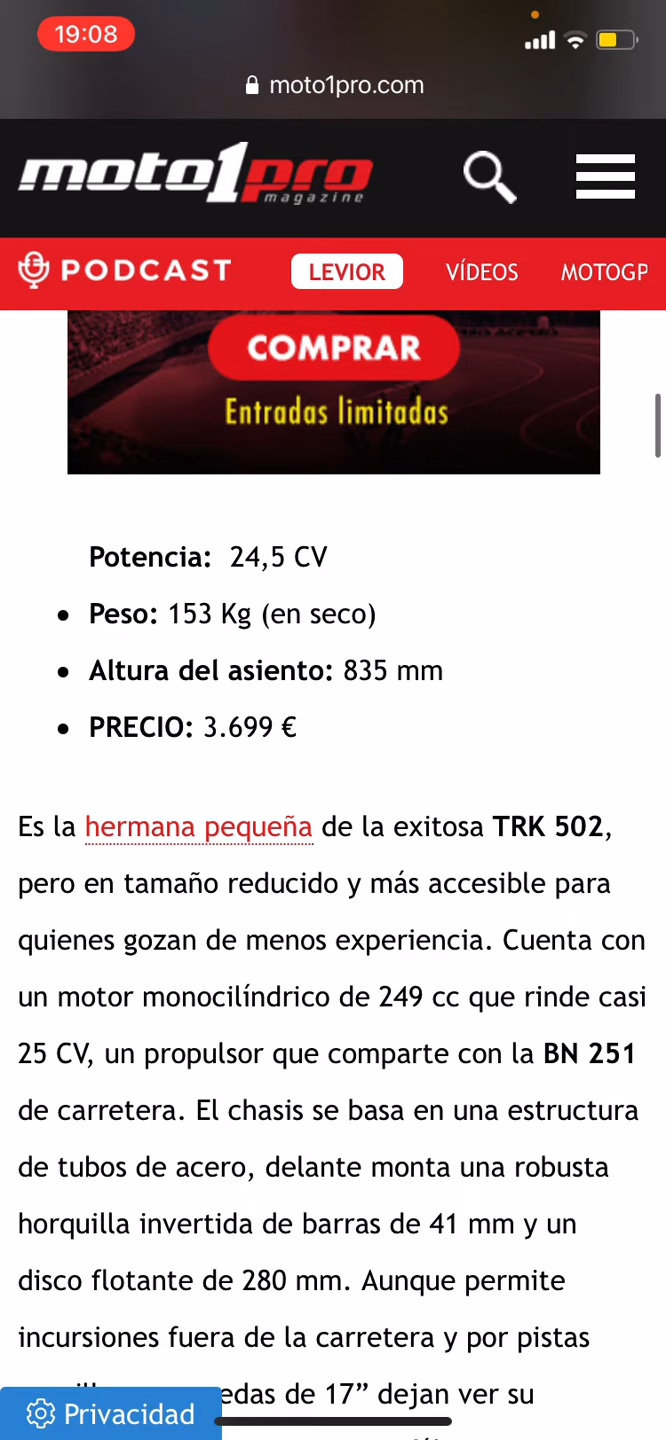 19:08
moto1pro.com
moto1pro
magazine
PODCAST LEVIOR VÍDEOS MOTOGP
COMPRAR
Entradas limitadas
Potencia: 24,5 CV
• Peso: 153 Kg (en seco)
• Altura del asiento: 835 mm
• PRECIO: 3.699 €
Es la hermana pequeña de la exitosa TRK 502,
pero en tamaño reducido y más accesible para
quienes gozan de menos experiencia. Cuenta con
un motor monocilíndrico de 249 cc que rinde casi
25 CV, un propulsor que comparte con la BN 251
de carretera. El chasis se basa en una estructura
de tubos de acero, delante monta una robusta
horquilla invertida de barras de 41 mm y un
disco flotante de 280 mm. Aunque permite
incursiones fuera de la carretera y por pistas
de 17” dejan ver su
Privacidad